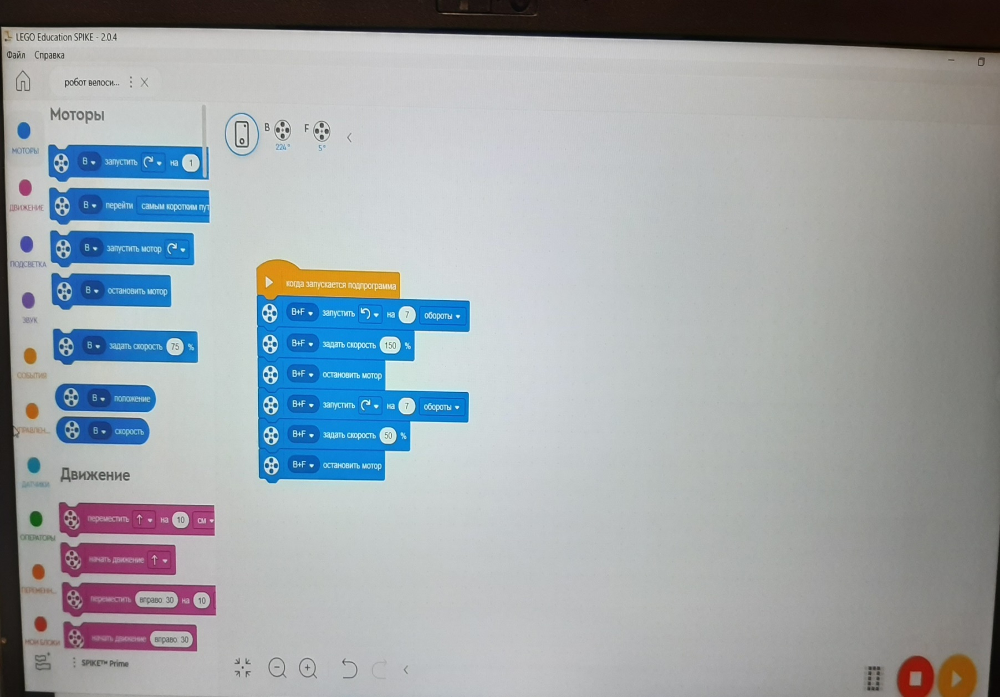 LEGO Education SPIKE - 2.0.4
Файл Справка
робот велоси...
Моторы
МОТОРЫ
B запустить на 1
ДВИЖЕНИЕ
B перейти самым коротким пут
ПОДСВЕТКА
B запустить мотор
B остановить мотор
ЗВУК
B задать скорость 75 %
СОБЫТИЯ
B положение
УПРАВЛЕН...
B скорость
ДАТЧИКИ
Движение
ОПЕРАТОРЫ
переместить на 10 см
начать движение
ПЕРЕМЕНН...
переместить вправо: 30 на 10
МОИ БЛОКИ
начать движение вправо: 30
SPIKE™ Prime
B 224°
F 5°
когда запускается подпрограмма
B+F запустить на 7 обороты
B+F задать скорость 150 %
B+F остановить мотор
B+F запустить на 7 обороты
B+F задать скорость 50 %
B+F остановить мотор